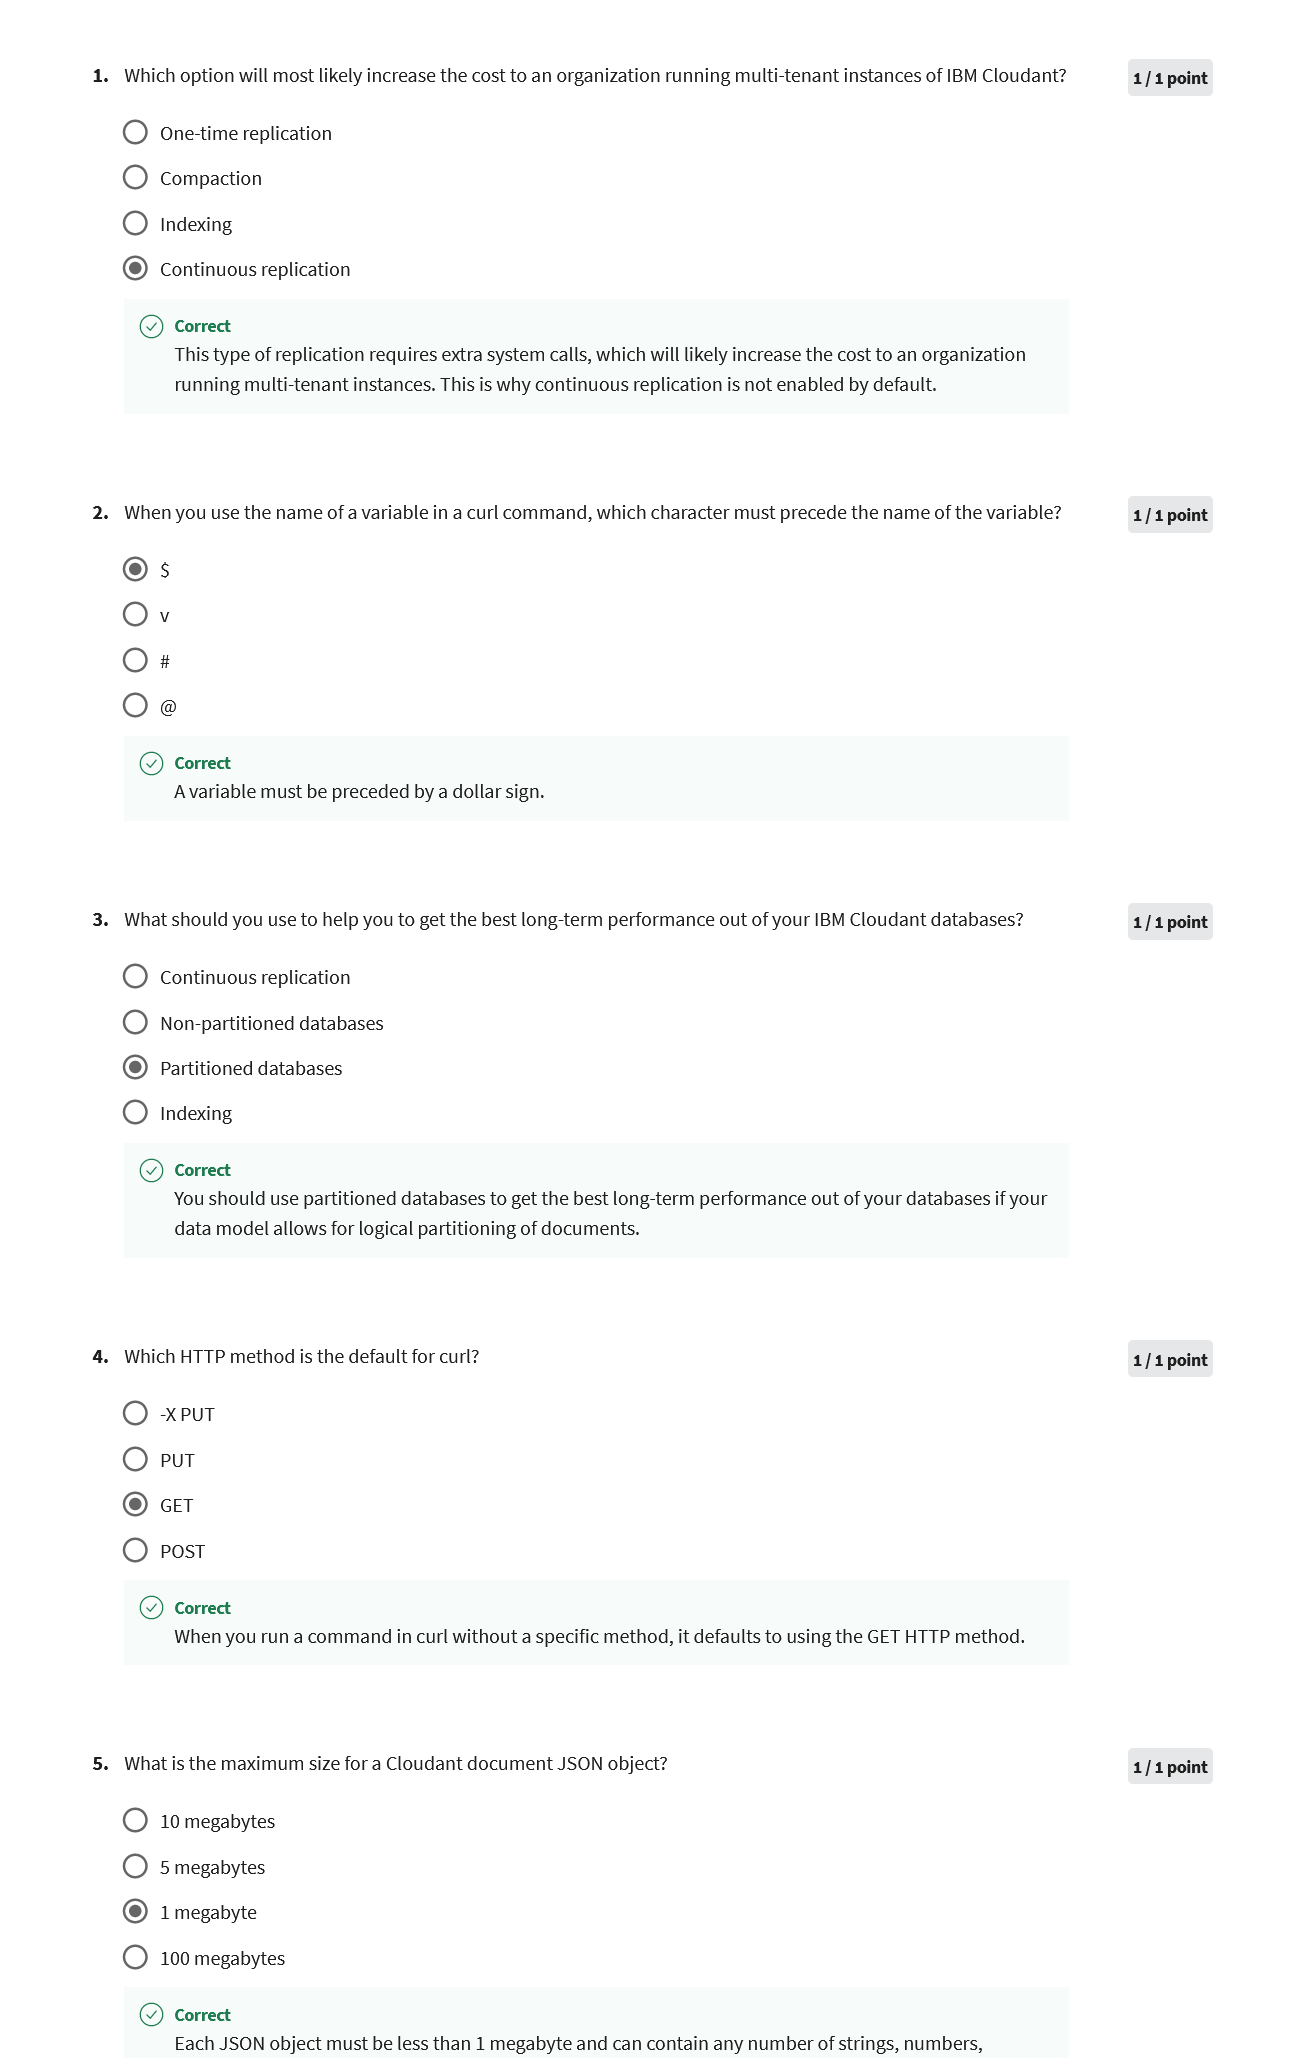 1. Which option will most likely increase the cost to an organization running multi-tenant instances of IBM Cloudant?
1 / 1 point
One-time replication
Compaction
Indexing
Continuous replication
Correct
This type of replication requires extra system calls, which will likely increase the cost to an organization
running multi-tenant instances. This is why continuous replication is not enabled by default.
2. When you use the name of a variable in a curl command, which character must precede the name of the variable?
1 / 1 point
$
v
#
@
Correct
A variable must be preceded by a dollar sign.
3. What should you use to help you to get the best long-term performance out of your IBM Cloudant databases?
1 / 1 point
Continuous replication
Non-partitioned databases
Partitioned databases
Indexing
Correct
You should use partitioned databases to get the best long-term performance out of your databases if your
data model allows for logical partitioning of documents.
4. Which HTTP method is the default for curl?
1 / 1 point
-X PUT
PUT
GET
POST
Correct
When you run a command in curl without a specific method, it defaults to using the GET HTTP method.
5. What is the maximum size for a Cloudant document JSON object?
1 / 1 point
10 megabytes
5 megabytes
1 megabyte
100 megabytes
Correct
Each JSON object must be less than 1 megabyte and can contain any number of strings, numbers,